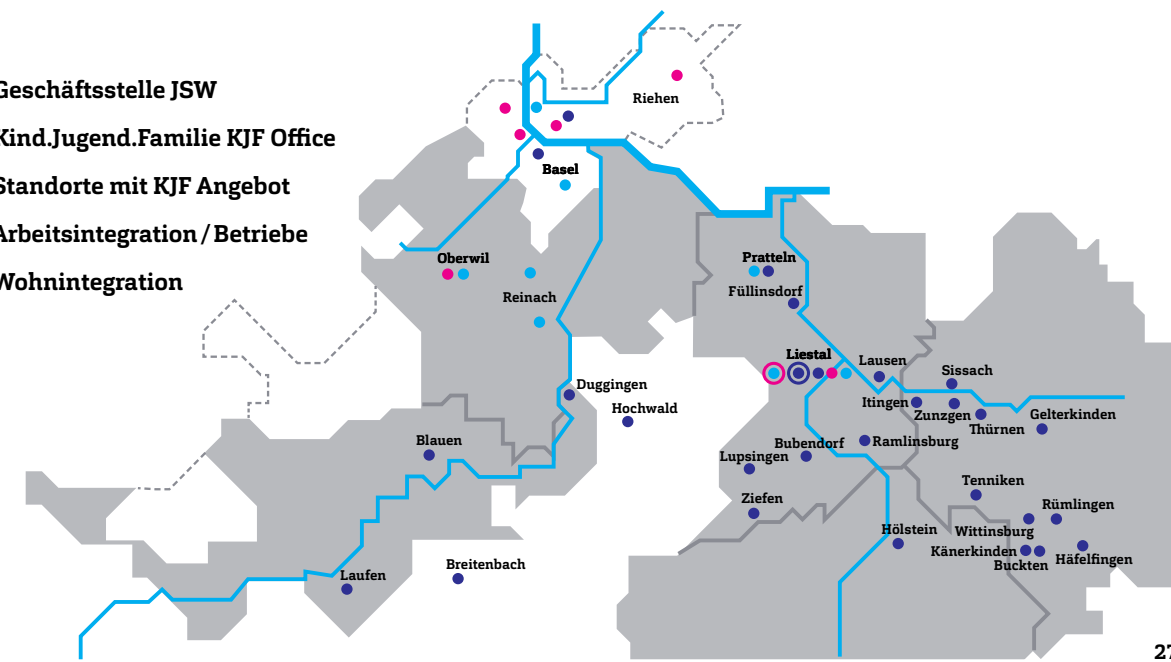 Geschäftsstelle JSW
Kind.Jugend.Familie KJF Office
Standorte mit KJF Angebot
Arbeitsintegration / Betriebe
Wohnintegration
Riehen
Basel
Oberwil
Reinach
Pratteln
Füllinsdorf
Liestal
Lausen
Sissach
Duggingen
Itingen
Zunzgen
Hochwald
Gelterkinden
Thürnen
Blauen
Bubendorf
Ramlinsburg
Lupsingen
Tenniken
Ziefen
Rümlingen
Hölstein
Wittinsburg
Känerkinden
Häfelfingen
Buckten
Breitenbach
Laufen
27